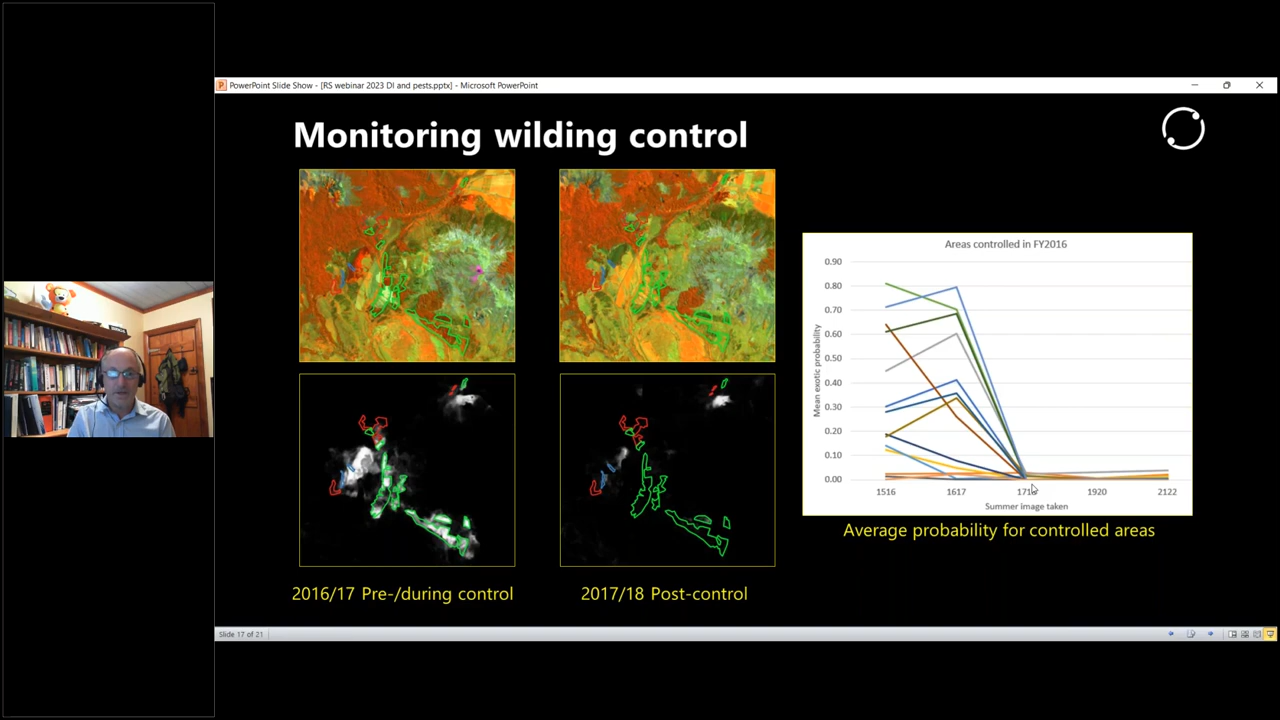 PowerPoint Slide Show - [RS webinar 2023 DI and pests.pptx] - Microsoft PowerPoint
Monitoring wilding control
Areas controlled in FY2016
0.90
0.80
0.70
0.60
0.50
0.40
0.30
0.20
0.10
0.00
Mean exotic probability
1516
1617
1920
2122
Summer image taken
Average probability for controlled areas
2016/17 Pre-/during control
2017/18 Post-control
Slide 17 of 21